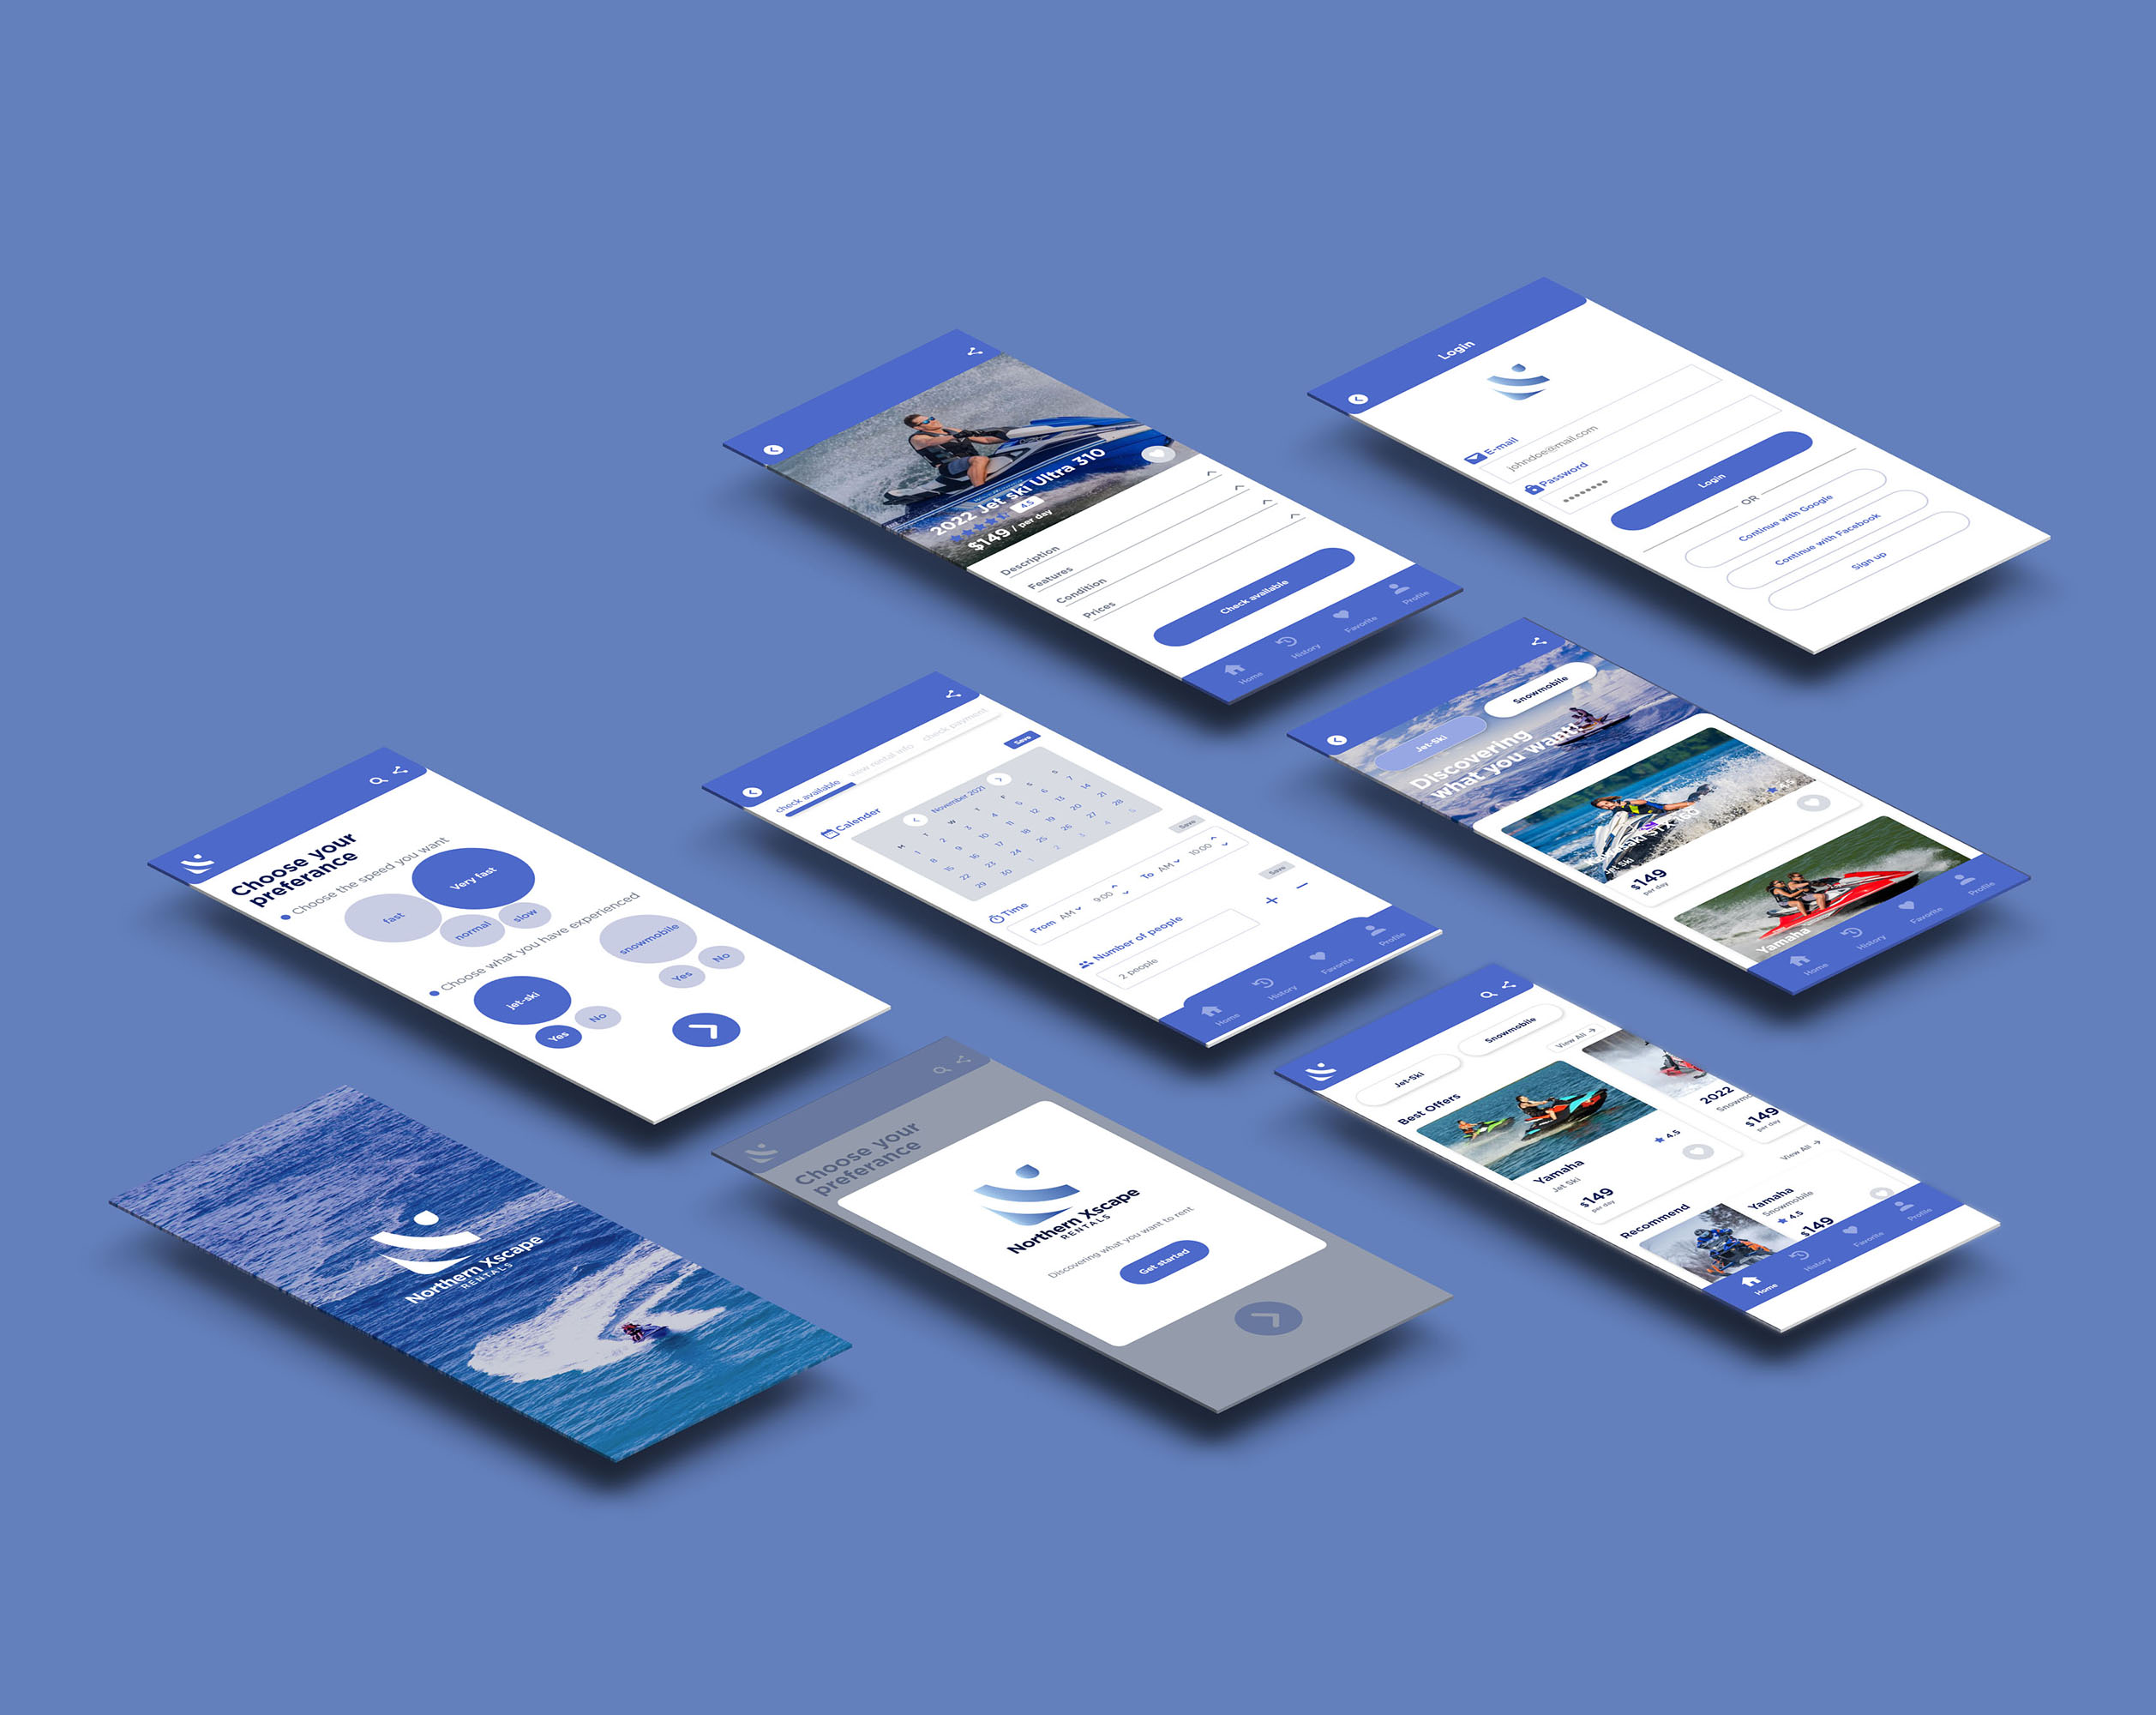 2022 Jet ski Ultra 310
4.5
$149 / per day
Description
Features
Condition
Prices
Check available
Home
History
Favorite
Profile
Login
E-mail
johndoe@mail.com
Password
Login
OR
Continue with Google
Continue with Facebook
Sign up
Choose your
preferance
Choose the speed you want
Very fast
fast
normal
slow
Choose what you have experienced
snowmobile
Yes
No
jet-ski
Yes
No
check available
view rental info
check payment
Save
Calender
November 2021
M T W T F S S
1 2 3 4 5 6 7
8 9 10 11 12 13 14
15 16 17 18 19 20 21
22 23 24 25 26 27 28
29 30 1 2 3 4 5
Save
Time
From AM 9:00 To AM 10:00
Save
Number of people
2 people
Home
History
Favorite
Profile
Jet-Ski
Snowmobile
Discovering
what you want!
4.5
Jet Ski
$149
per day
Yamaha
Home
History
Favorite
Profile
Northern Xscape
RENTALS
Choose your
preferance
Northern Xscape
RENTALS
Discovering what you want to rent
Get started
Jet-Ski
Snowmobile
View All
Best Offers
Yamaha
4.5
Jet Ski
$149
per day
2022
$149
per day
View All
Recommend
Yamaha
Snowmobile
4.5
$149
Home
History
Favorite
Profile